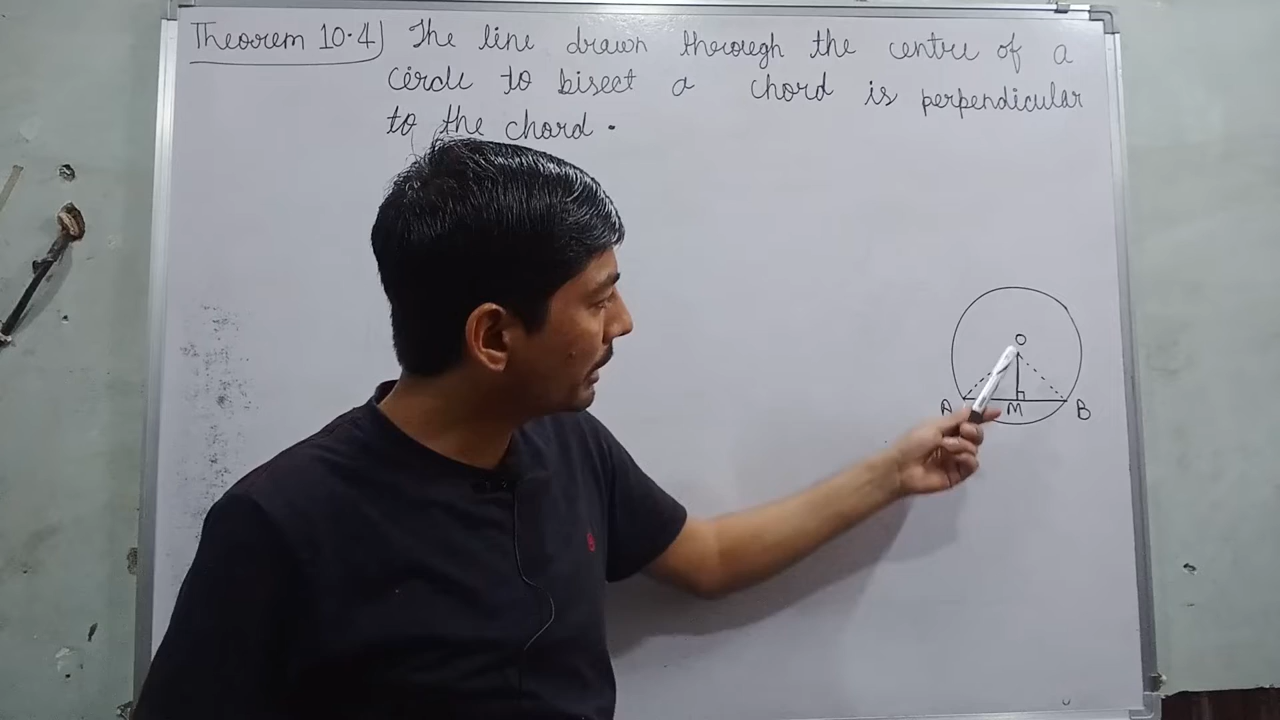 Theorem 10.4) The line drawn through the centre of a
circle to bisect a chord is perpendicular
to the chord.
O
A M B